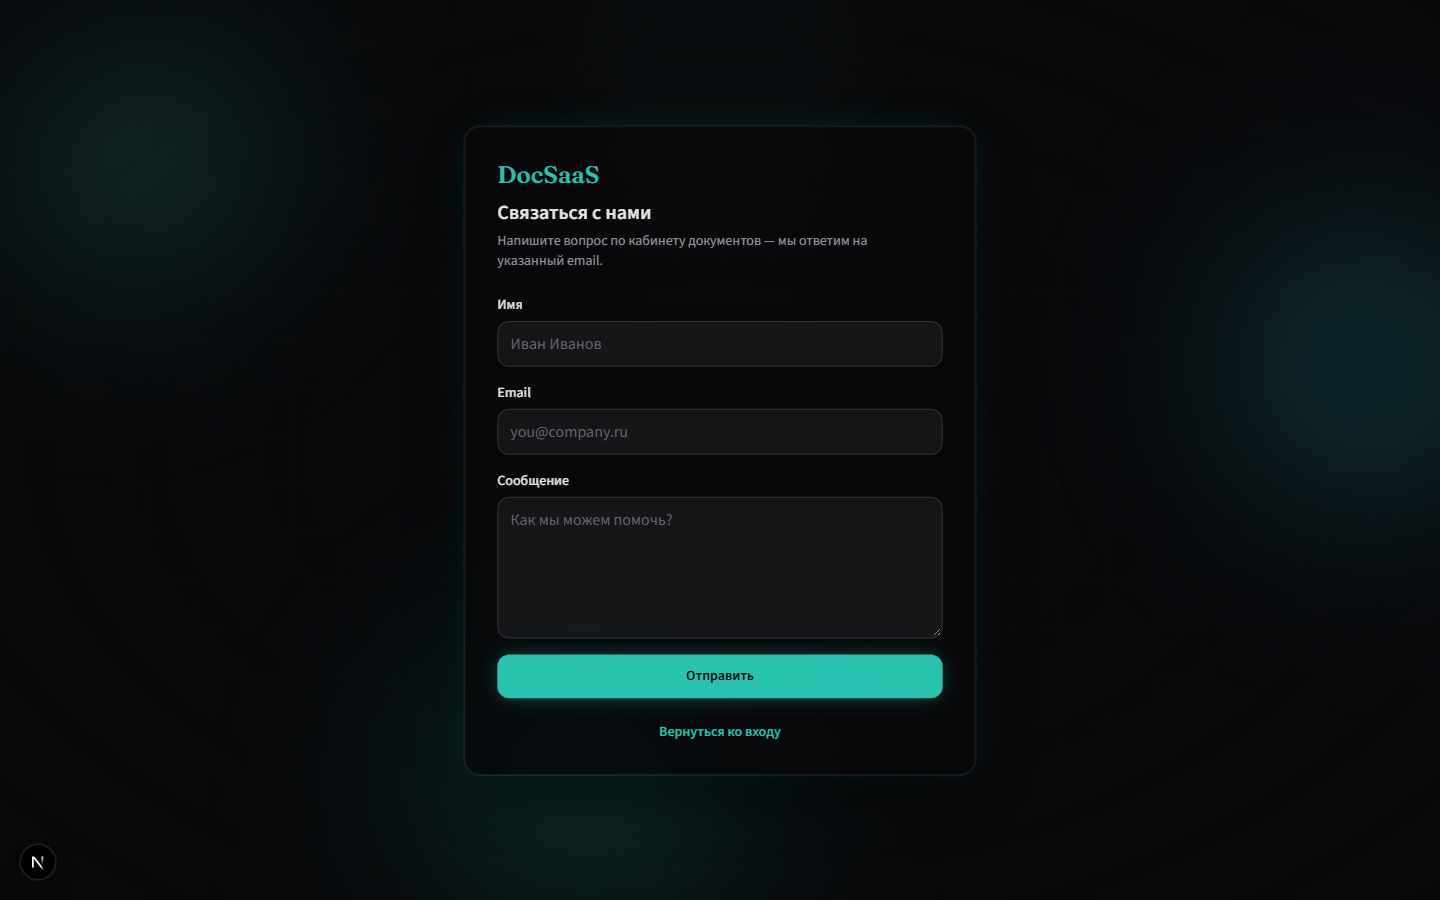 DocSaaS
Связаться с нами
Напишите вопрос по кабинету документов — мы ответим на
указанный email.
Имя
Иван Иванов
Email
you@company.ru
Сообщение
Как мы можем помочь?
Отправить
Вернуться ко входу
N